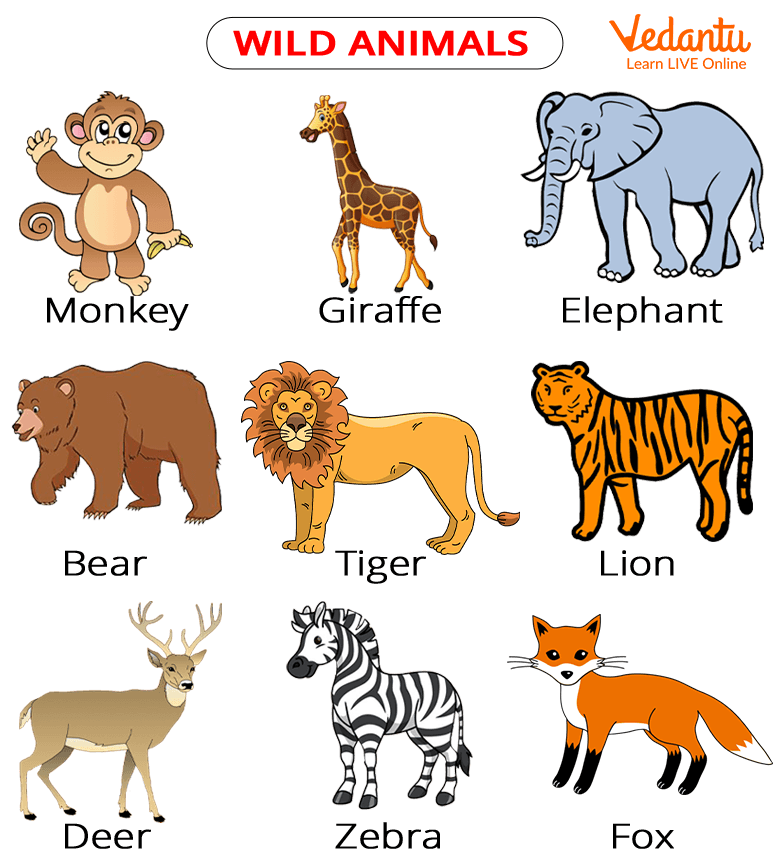 WILD ANIMALS
Vedantu
Learn LIVE Online
Monkey
Giraffe
Elephant
Bear
Tiger
Lion
Deer
Zebra
Fox